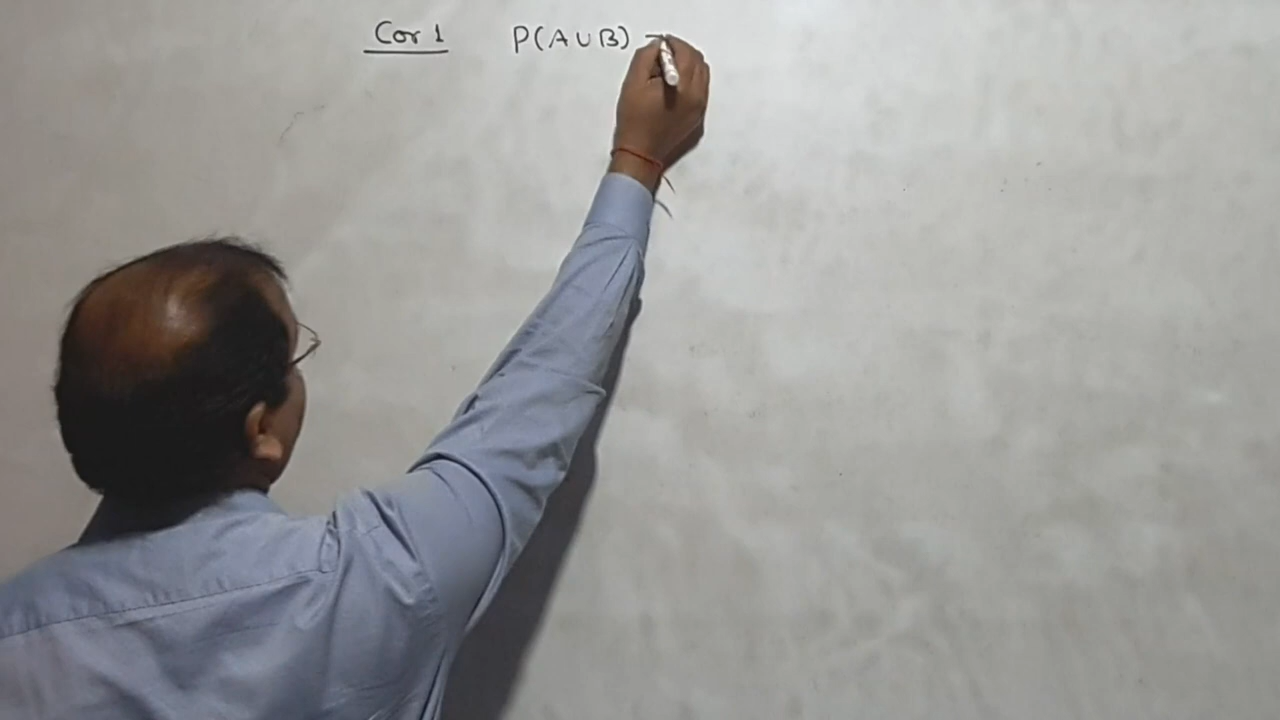 Cor 1 P(A∪B) =